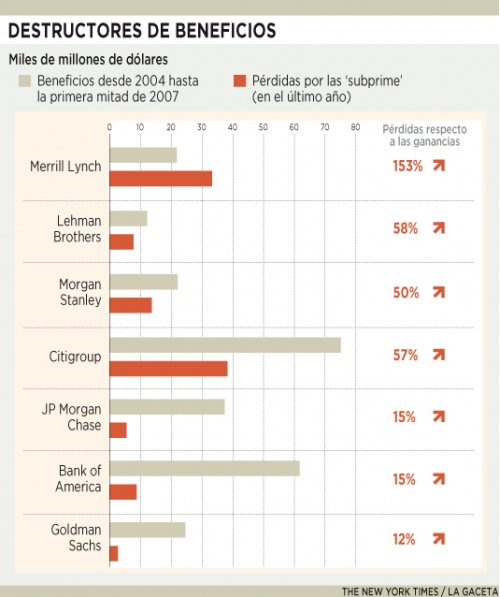 DESTRUCTORES DE BENEFICIOS
Miles de millones de dólares
Beneficios desde 2004 hasta
la primera mitad de 2007
Pérdidas por las ‘subprime’
(en el último año)
0 10 20 30 40 50 60 70 80
Pérdidas respecto
a las ganancias
Merrill Lynch
153%
Lehman
Brothers
58%
Morgan
Stanley
50%
Citigroup
57%
JP Morgan
Chase
15%
Bank of
America
15%
Goldman
Sachs
12%
THE NEW YORK TIMES / LA GACETA